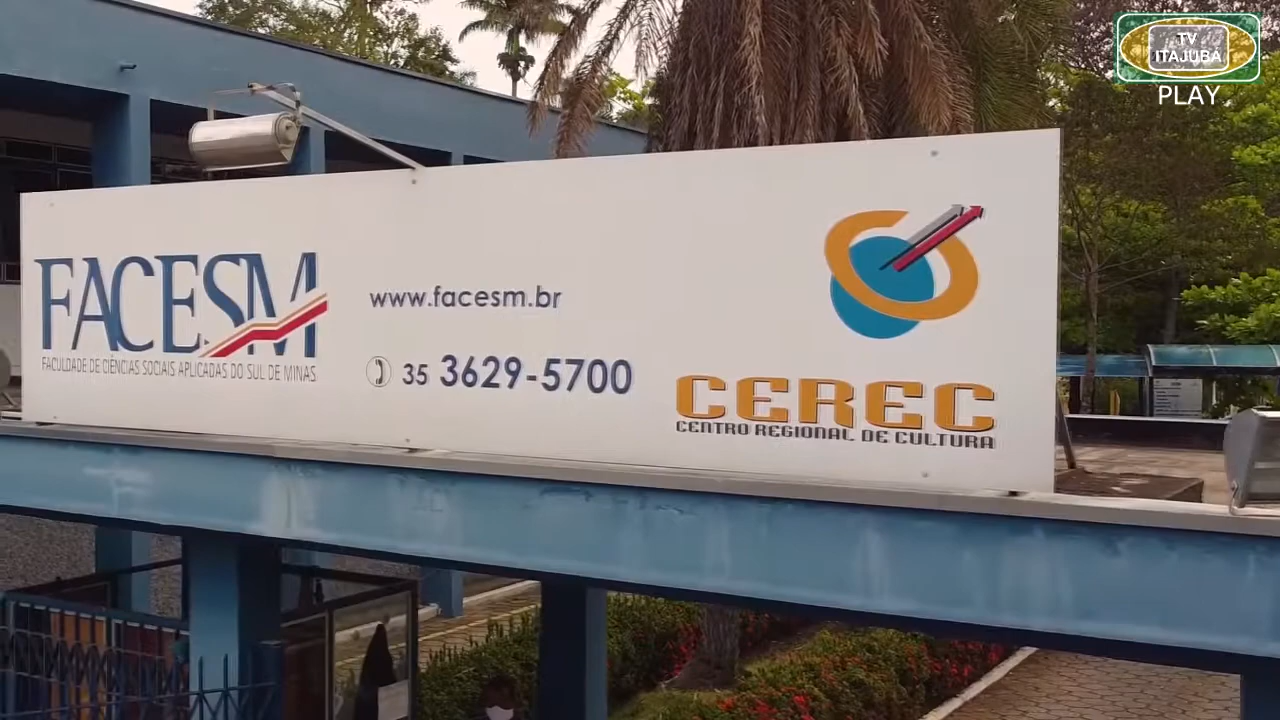 TV
ITAJUBÁ
PLAY
FACESM
FACULDADE DE CIÊNCIAS SOCIAIS APLICADAS DO SUL DE MINAS
www.facesm.br
35 3629-5700
CEREC
CENTRO REGIONAL DE CULTURA